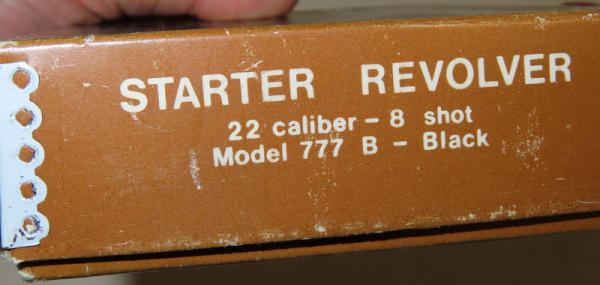 STARTER REVOLVER
22 caliber - 8 shot
Model 777 B - Black